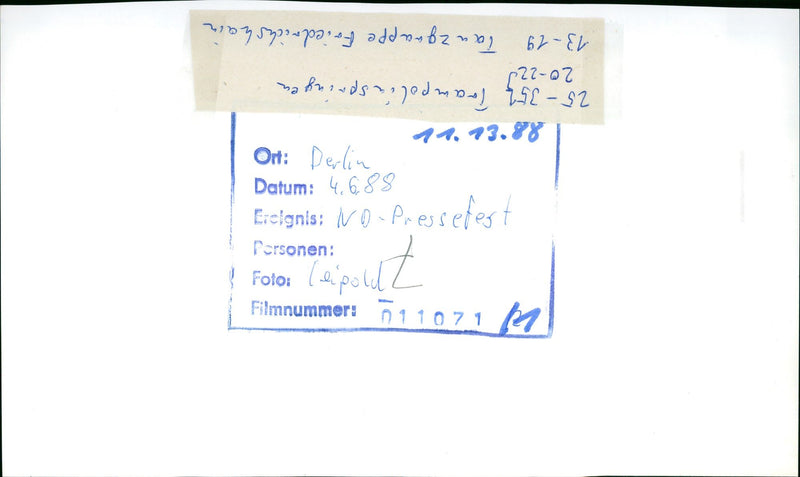 13-19 Tanzgruppe Friedrichshain
20-22
25-35 Trampolinspringen
11.13.88
Ort: Berlin
Datum: 4.6.88
Ereignis: ND-Pressefest
Personen:
Foto: Leipold
Filmnummer: 011071 /21